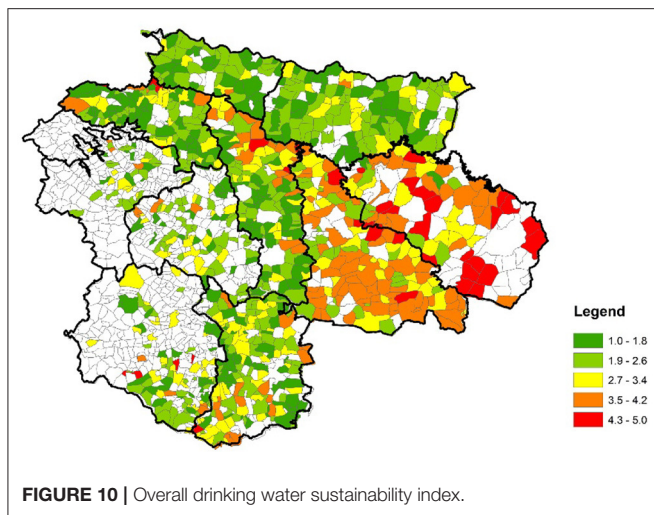 Legend
1.0 - 1.8
1.9 - 2.6
2.7 - 3.4
3.5 - 4.2
4.3 - 5.0
FIGURE 10 | Overall drinking water sustainability index.